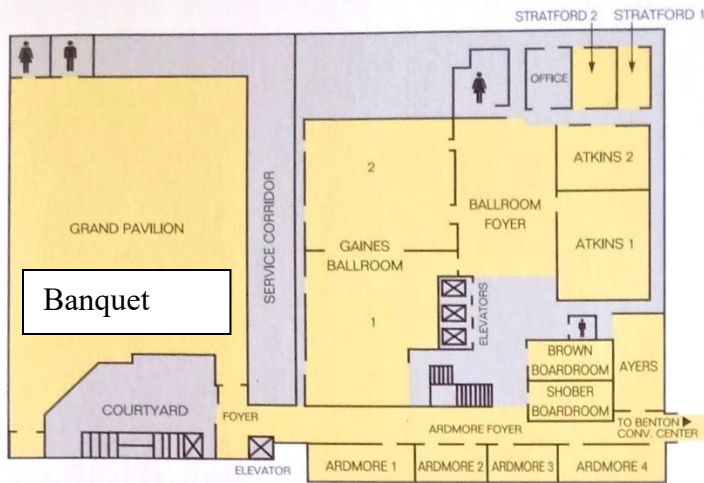 STRATFORD 2 STRATFORD 1
OFFICE
ATKINS 2
2
BALLROOM
FOYER
GRAND PAVILION
SERVICE CORRIDOR
GAINES
BALLROOM
ATKINS 1
Banquet
1
ELEVATORS
BROWN
BOARDROOM
AYERS
SHOBER
BOARDROOM
COURTYARD
FOYER
ARDMORE FOYER
TO BENTON
CONV. CENTER
ELEVATOR
ARDMORE 1 ARDMORE 2 ARDMORE 3 ARDMORE 4